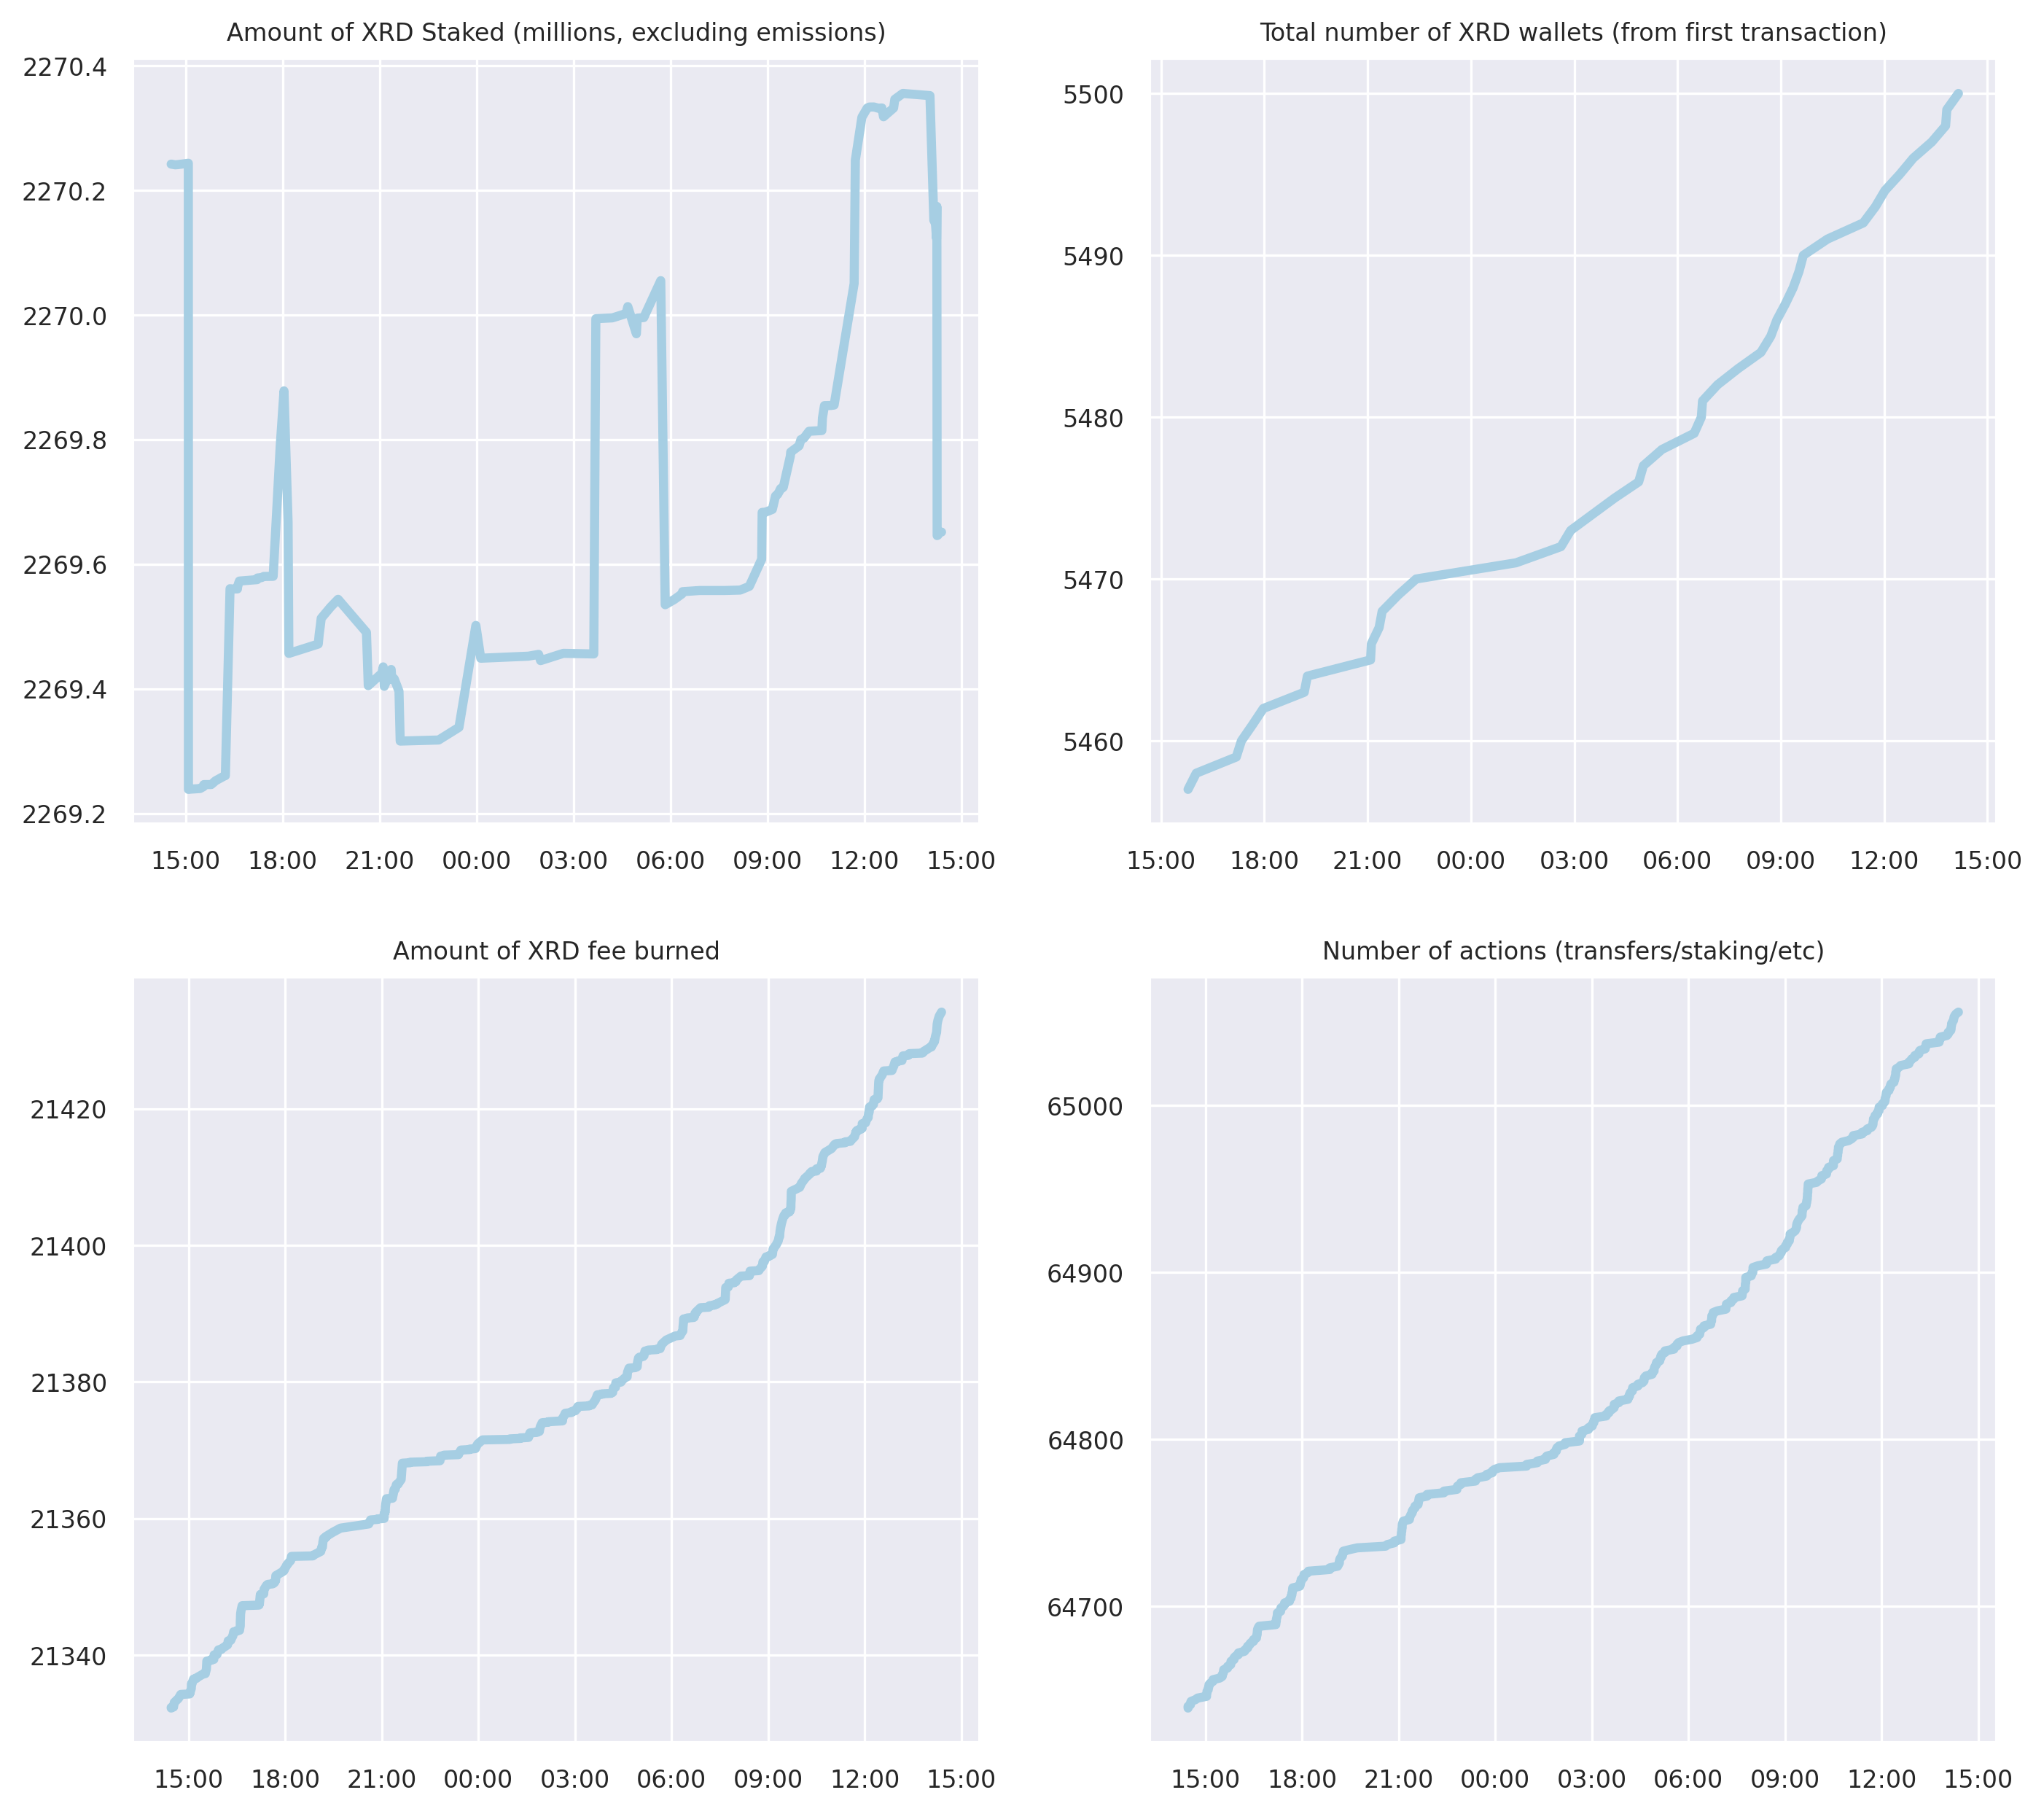 Amount of XRD Staked (millions, excluding emissions)
2270.4
2270.2
2270.0
2269.8
2269.6
2269.4
2269.2
15:00 18:00 21:00 00:00 03:00 06:00 09:00 12:00 15:00
Total number of XRD wallets (from first transaction)
5500
5490
5480
5470
5460
15:00 18:00 21:00 00:00 03:00 06:00 09:00 12:00 15:00
Amount of XRD fee burned
21420
21400
21380
21360
21340
15:00 18:00 21:00 00:00 03:00 06:00 09:00 12:00 15:00
Number of actions (transfers/staking/etc)
65000
64900
64800
64700
15:00 18:00 21:00 00:00 03:00 06:00 09:00 12:00 15:00